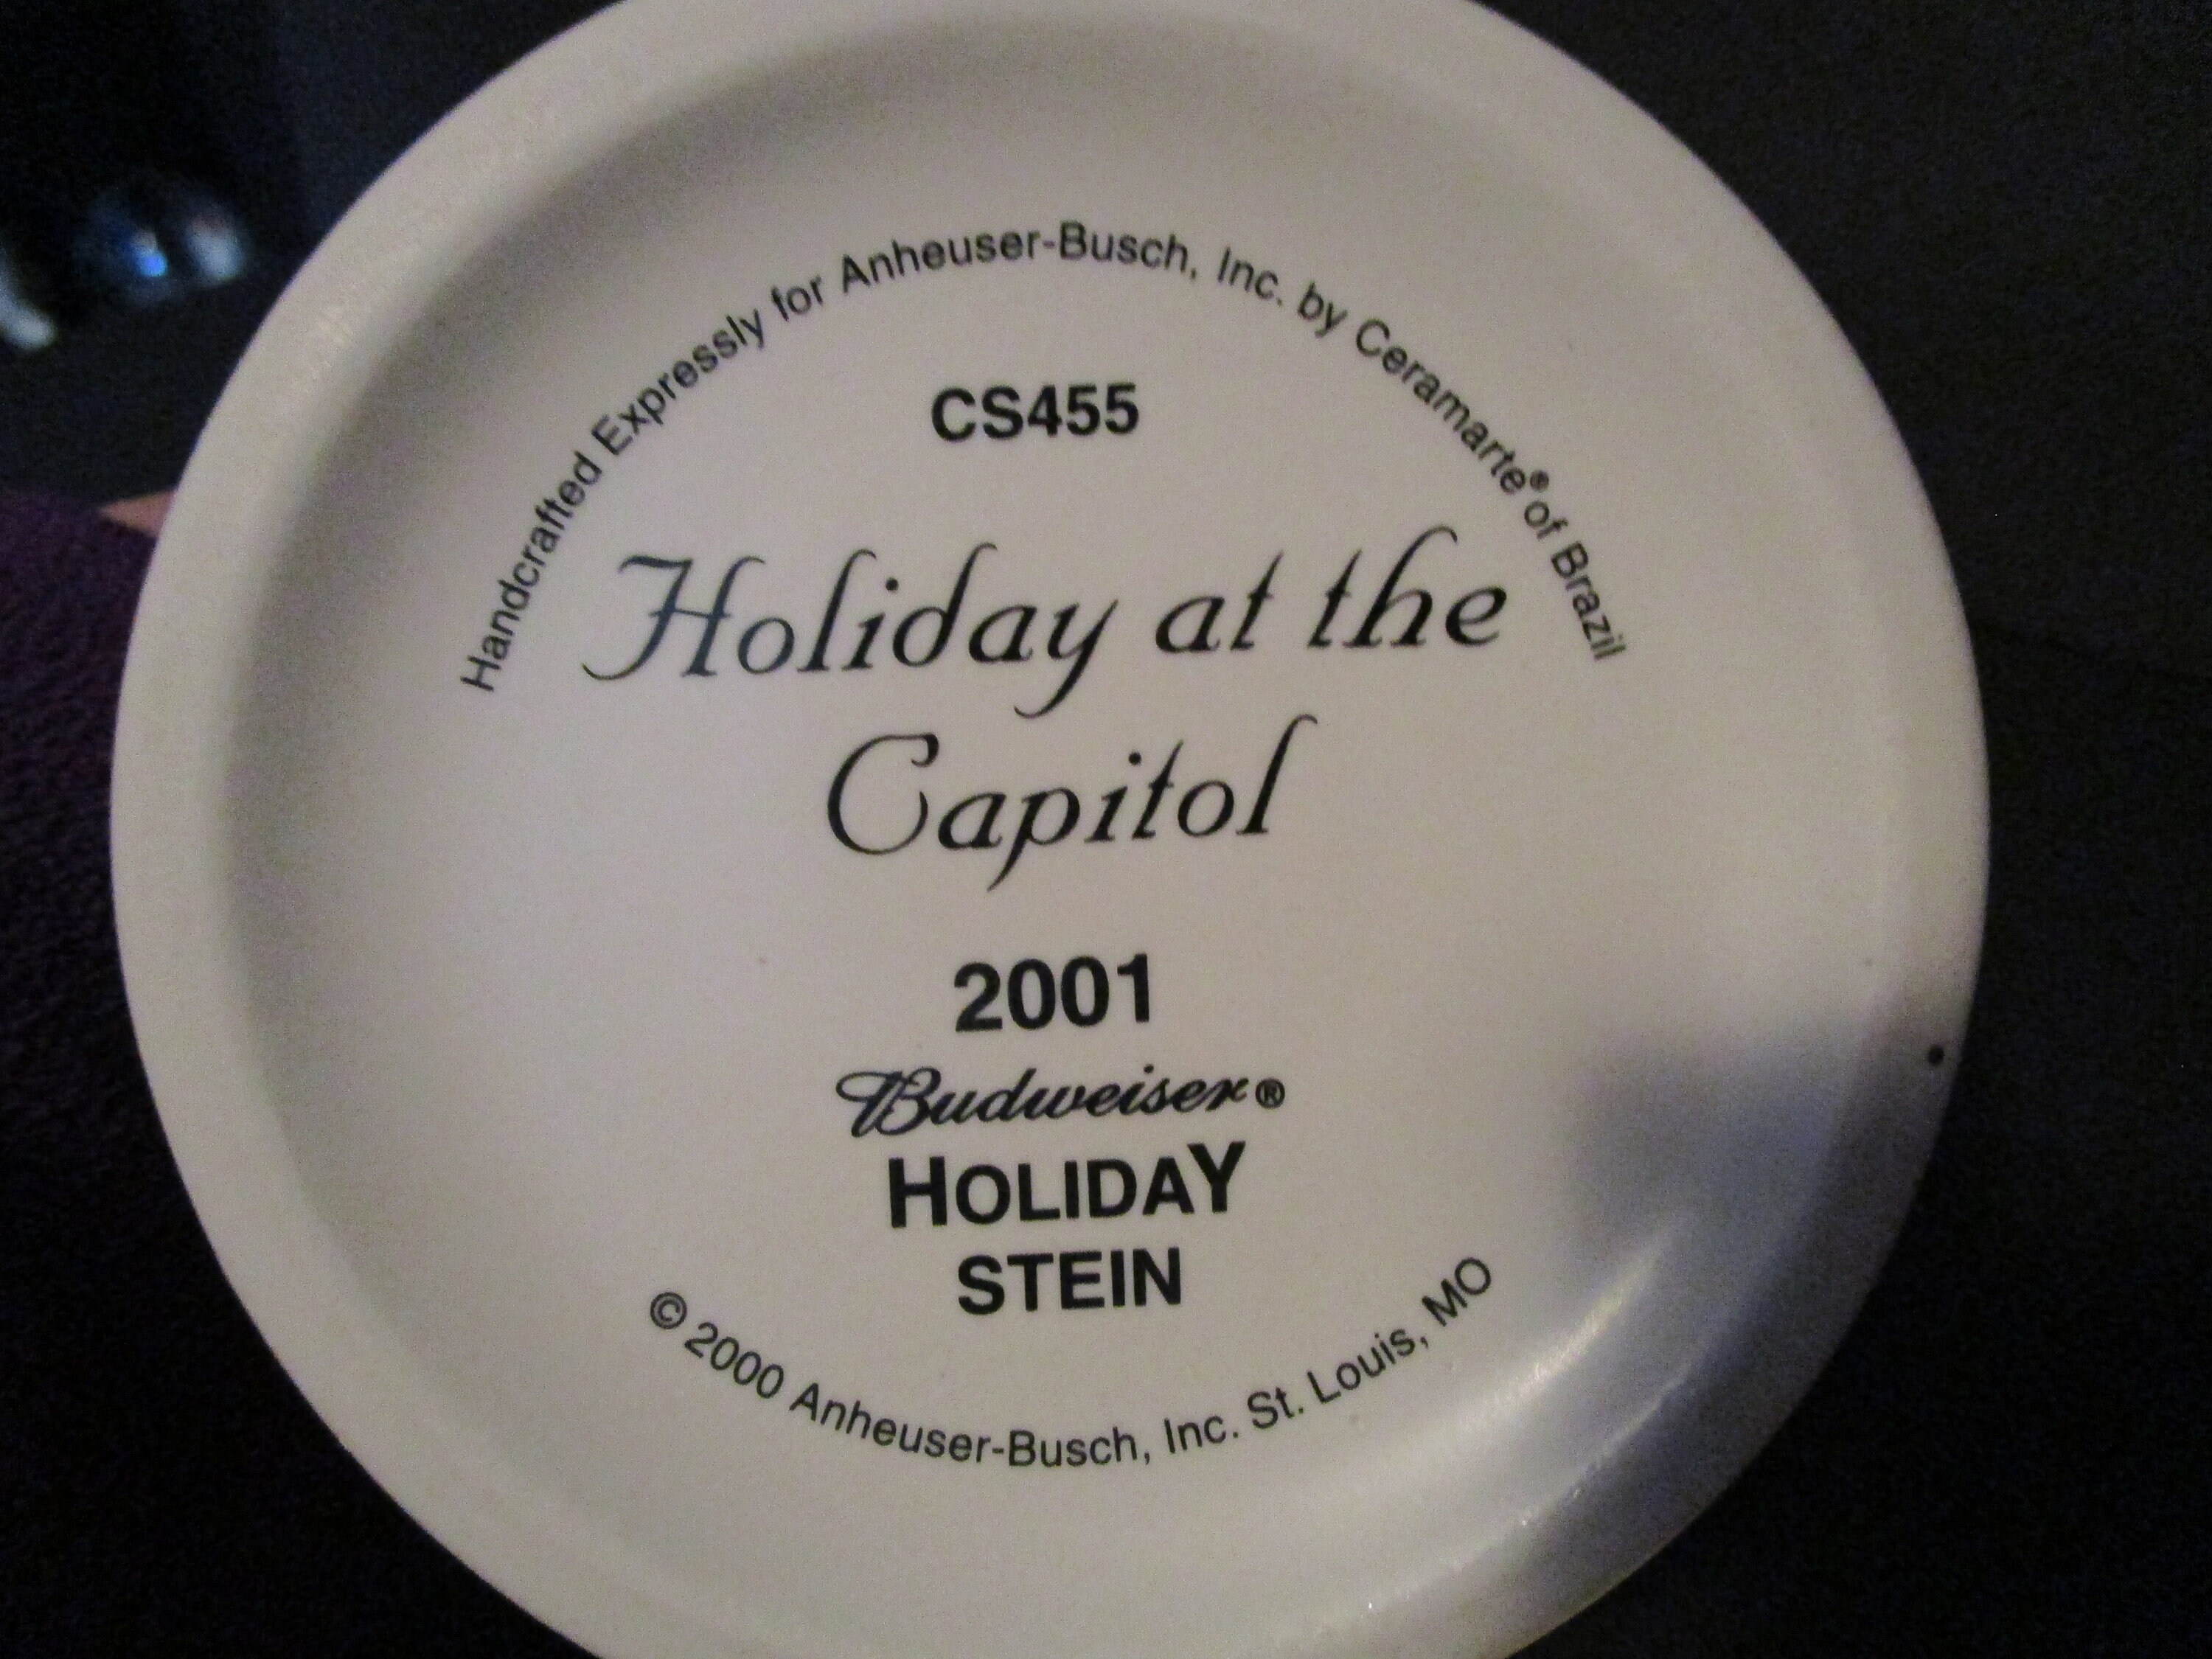 Handcrafted Expressly for Anheuser-Busch, Inc. by Ceramarte® of Brazil
CS455
Holiday at the
Capitol
2001
Budweiser®
HOLIDAY
STEIN
© 2000 Anheuser-Busch, Inc. St. Louis, MO